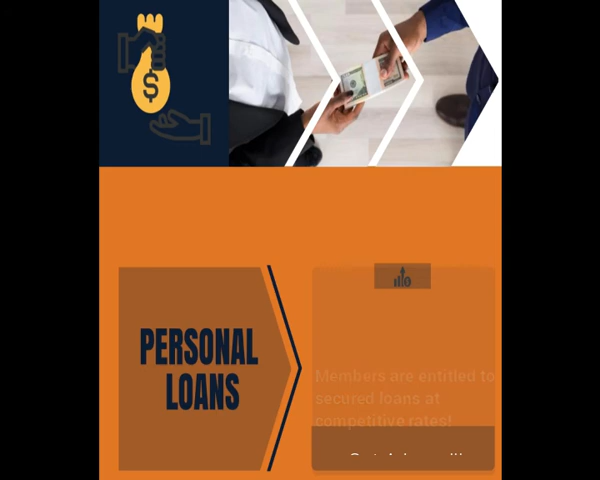 PERSONAL
LOANS
Members are entitled to
secured loans at
competitive rates!